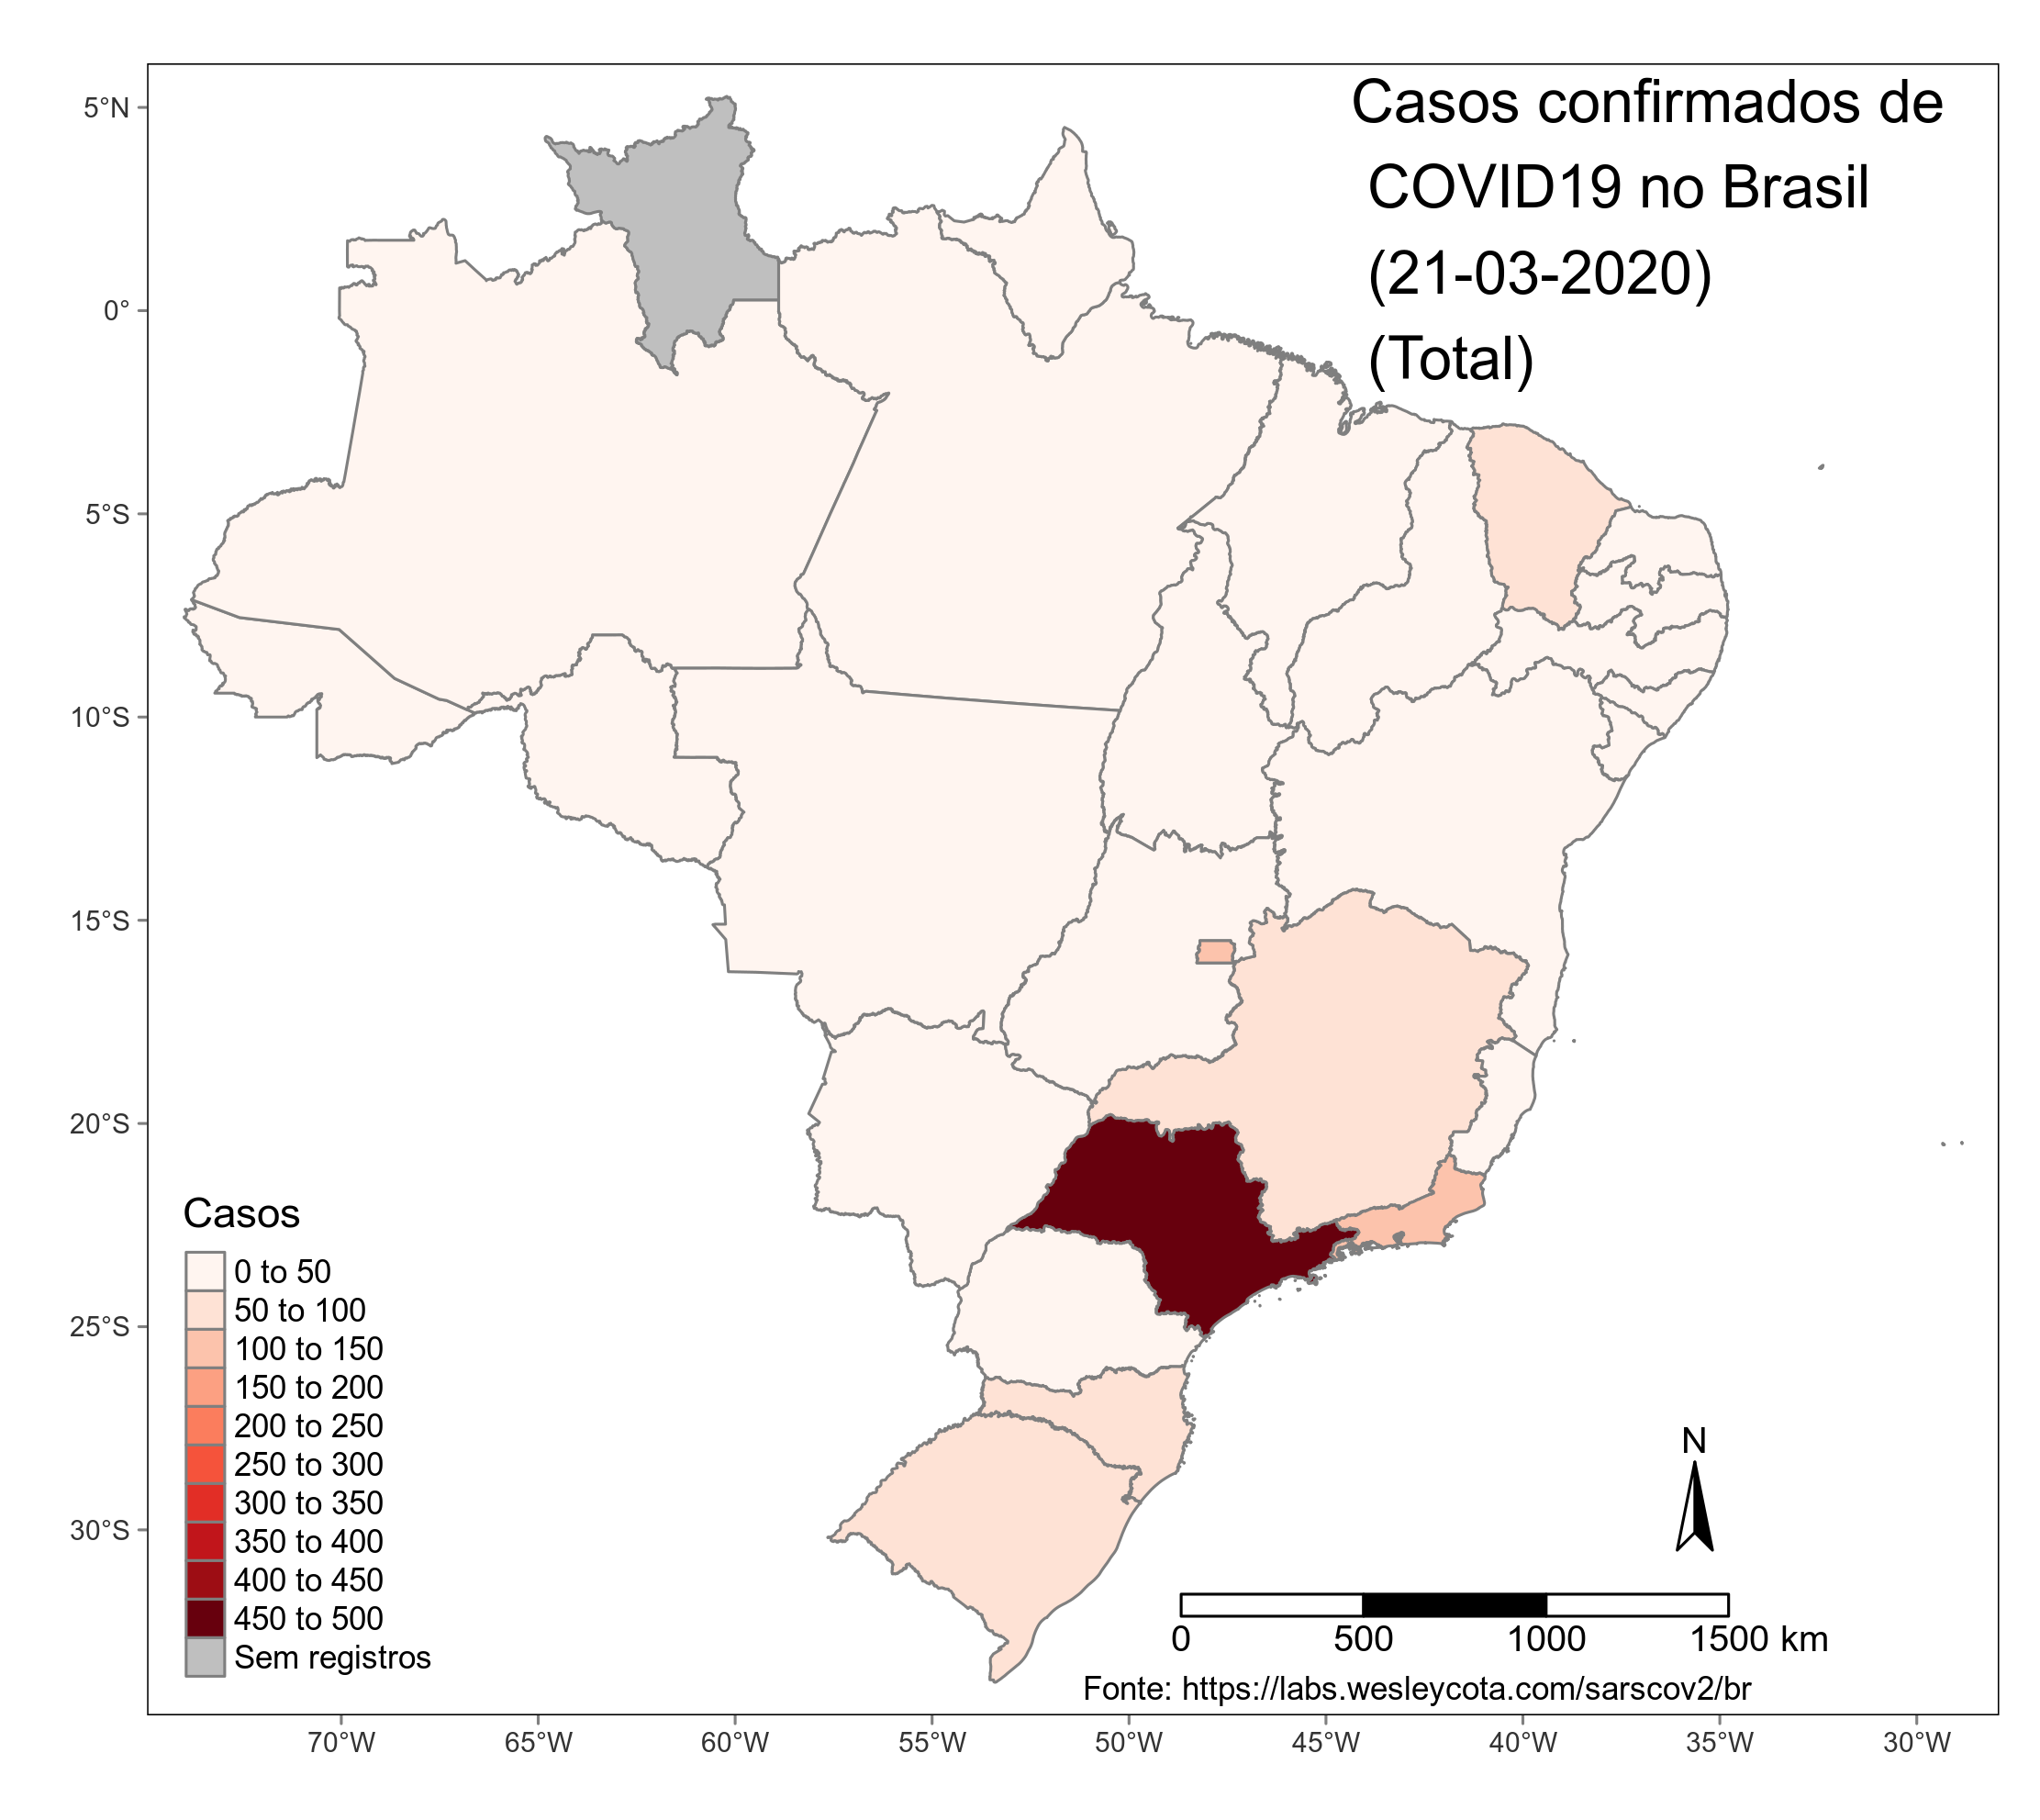 Casos confirmados de
COVID19 no Brasil
(21-03-2020)
(Total)
5°N
0°
5°S
10°S
15°S
20°S
25°S
30°S
Casos
0 to 50
50 to 100
100 to 150
150 to 200
200 to 250
250 to 300
300 to 350
350 to 400
400 to 450
450 to 500
Sem registros
N
0 500 1000 1500 km
Fonte: https://labs.wesleycota.com/sarscov2/br
70°W 65°W 60°W 55°W 50°W 45°W 40°W 35°W 30°W